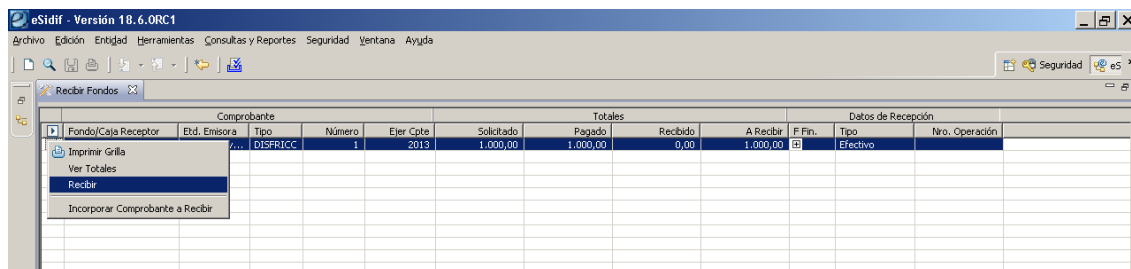 eSidif - Versión 18.6.0RC1
Archivo Edición Entidad Herramientas Consultas y Reportes Seguridad Ventana Ayuda
Seguridad eS
Recibir Fondos
Comprobante Totales Datos de Recepción
Fondo/Caja Receptor Etd. Emisora Tipo Número Ejer Cpte Solicitado Pagado Recibido A Recibir F Fin. Tipo Nro. Operación
DISFRICC 1 2013 1.000,00 1.000,00 0,00 1.000,00 Efectivo
Imprimir Grilla
Ver Totales
Recibir
Incorporar Comprobante a Recibir